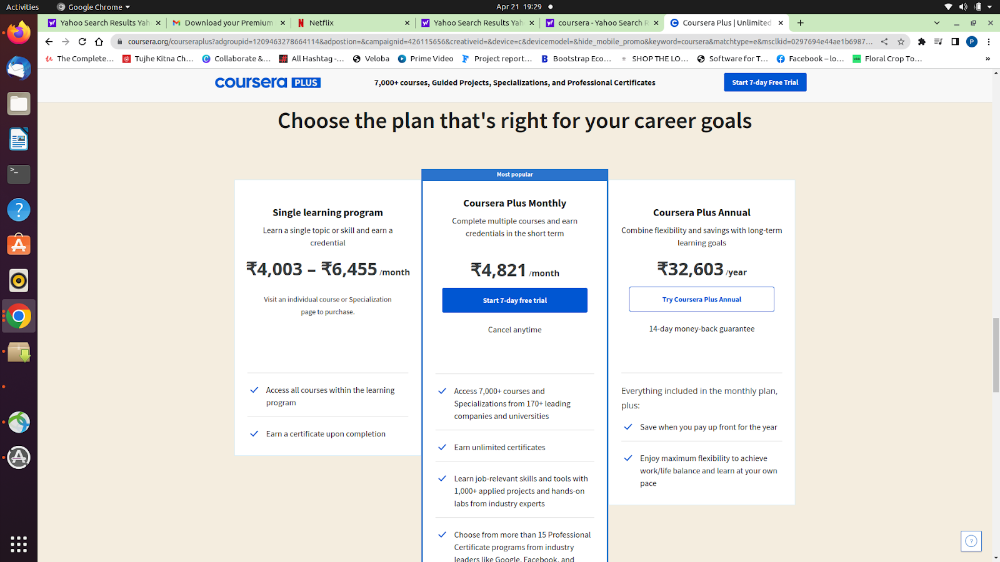 Activities
Google Chrome
Apr 21 19:29
Yahoo Search Results Yah
Download your Premium
Netflix
Yahoo Search Results Yah
coursera - Yahoo Search R
Coursera Plus | Unlimited
coursera.org/courseraplus?adgroupid=1209463278664114&adpostion=&campaignid=426115656&creativeid=&device=c&devicemodel=&hide_mobile_promo&keyword=coursera&matchtype=e&msclkid=0297694e44ae1b6987...
P
The Complete...
Tujhe Kitna Ch...
Collaborate &...
All Hashtag -...
Veloba
Prime Video
Project report...
Bootstrap Eco...
SHOP THE LO...
Software for T...
Facebook – lo...
Floral Crop To...
»
coursera PLUS
7,000+ courses, Guided Projects, Specializations, and Professional Certificates
Start 7-day Free Trial
Choose the plan that's right for your career goals
Single learning program
Learn a single topic or skill and earn a
credential
₹4,003 – ₹6,455 /month
Visit an individual course or Specialization
page to purchase.
Access all courses within the learning
program
Earn a certificate upon completion
Most popular
Coursera Plus Monthly
Complete multiple courses and earn
credentials in the short term
₹4,821 /month
Start 7-day free trial
Cancel anytime
Access 7,000+ courses and
Specializations from 170+ leading
companies and universities
Earn unlimited certificates
Learn job-relevant skills and tools with
1,000+ applied projects and hands-on
labs from industry experts
Choose from more than 15 Professional
Certificate programs from industry
leaders like Google, Facebook, and
Coursera Plus Annual
Combine flexibility and savings with long-term
learning goals
₹32,603 /year
Try Coursera Plus Annual
14-day money-back guarantee
Everything included in the monthly plan,
plus:
Save when you pay up front for the year
Enjoy maximum flexibility to achieve
work/life balance and learn at your own
pace